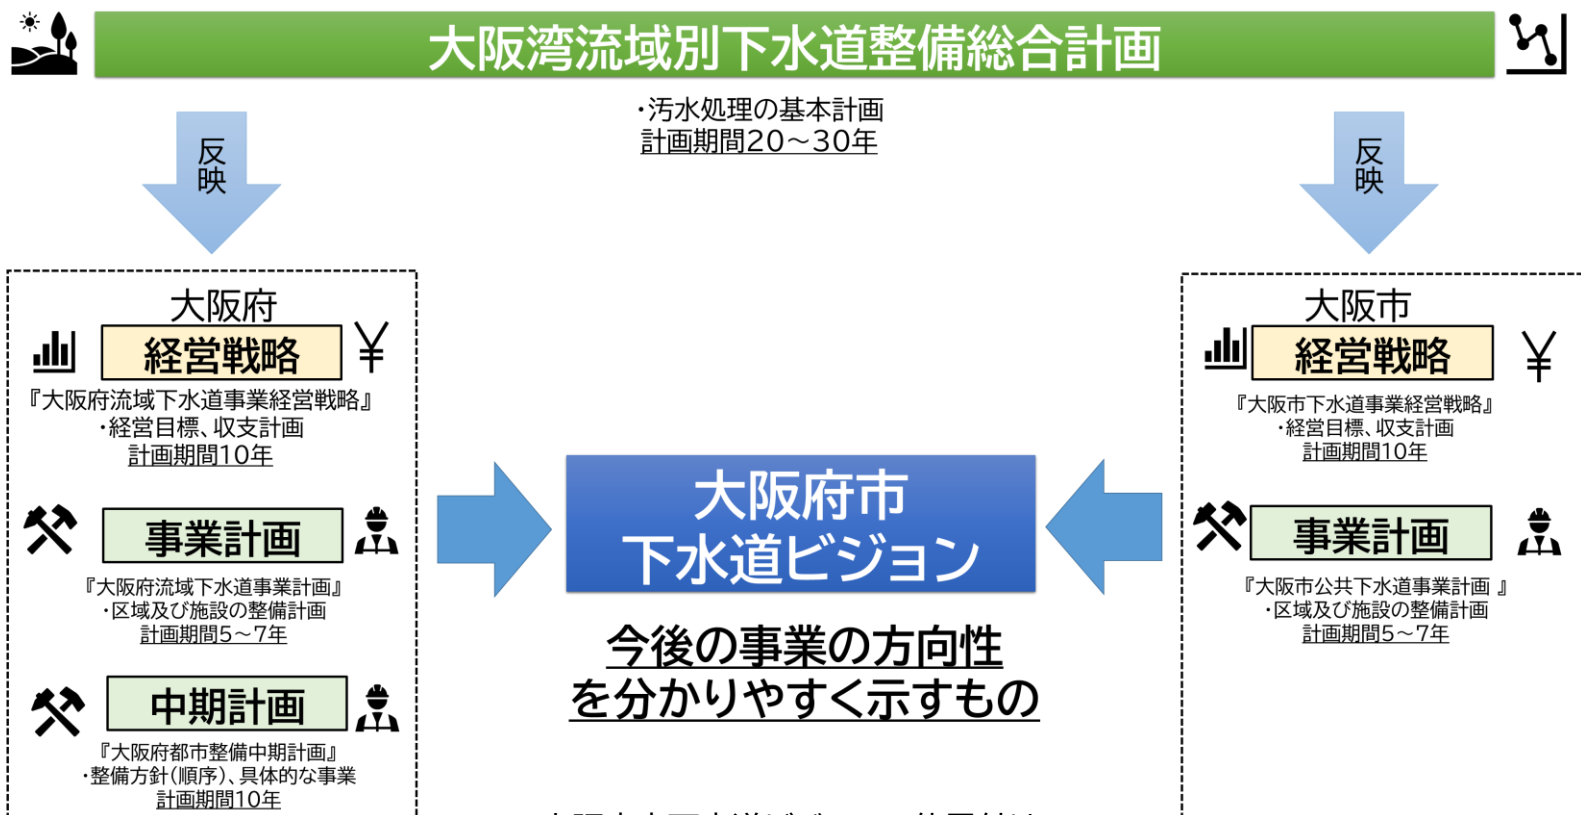 大阪湾流域別下水道整備総合計画
・汚水処理の基本計画
計画期間20～30年
反映
反映
大阪府
経営戦略
『大阪府流域下水道事業経営戦略』
・経営目標、収支計画
計画期間10年
事業計画
『大阪府流域下水道事業計画』
・区域及び施設の整備計画
計画期間5～7年
中期計画
『大阪府都市整備中期計画』
・整備方針(順序)、具体的な事業
計画期間10年
大阪府市
下水道ビジョン
今後の事業の方向性
を分かりやすく示すもの
大阪市
経営戦略
『大阪市下水道事業経営戦略』
・経営目標、収支計画
計画期間10年
事業計画
『大阪市公共下水道事業計画 』
・区域及び施設の整備計画
計画期間5～7年